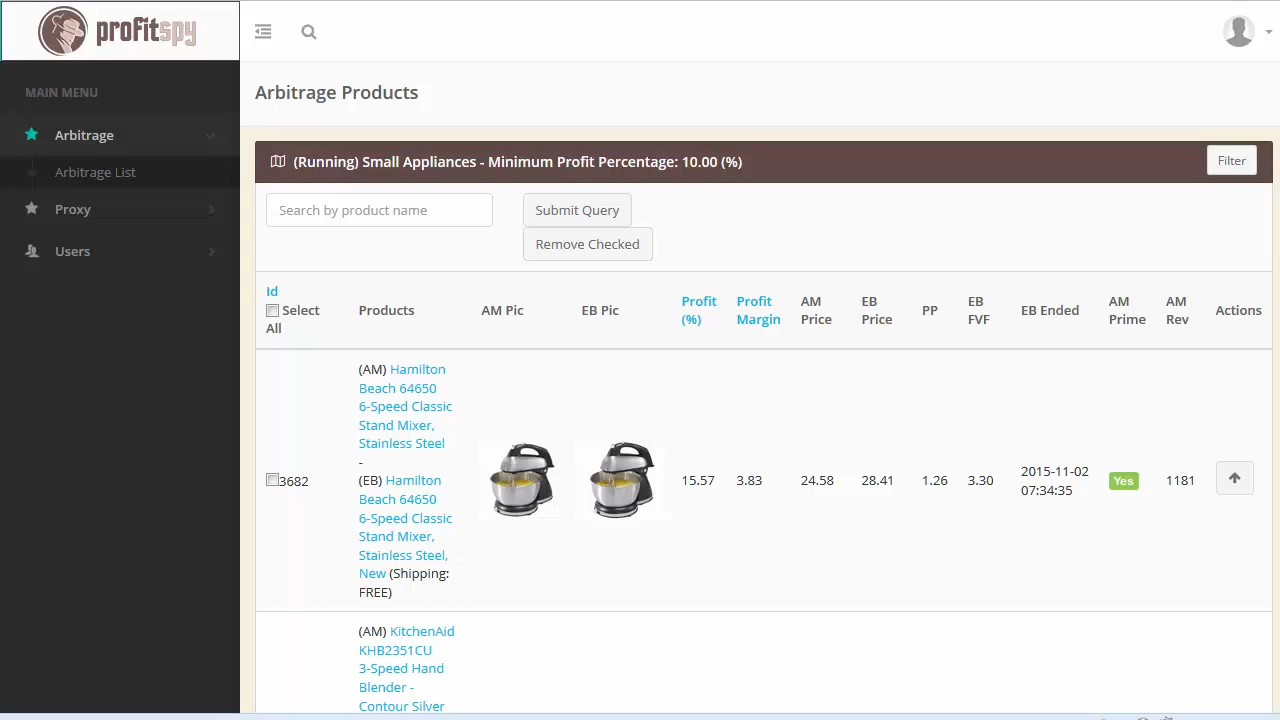 profitspy
MAIN MENU
Arbitrage
Arbitrage List
Proxy
Users
Arbitrage Products
(Running) Small Appliances - Minimum Profit Percentage: 10.00 (%)
Filter
Search by product name
Submit Query
Remove Checked
Id
Select
All
Products
AM Pic
EB Pic
Profit
(%)
Profit
Margin
AM
Price
EB
Price
PP
EB
FVF
EB Ended
AM
Prime
AM
Rev
Actions
3682
(AM) Hamilton
Beach 64650
6-Speed Classic
Stand Mixer,
Stainless Steel
-
(EB) Hamilton
Beach 64650
6-Speed Classic
Stand Mixer,
Stainless Steel,
New (Shipping:
FREE)
15.57
3.83
24.58
28.41
1.26
3.30
2015-11-02
07:34:35
Yes
1181
(AM) KitchenAid
KHB2351CU
3-Speed Hand
Blender -
Contour Silver